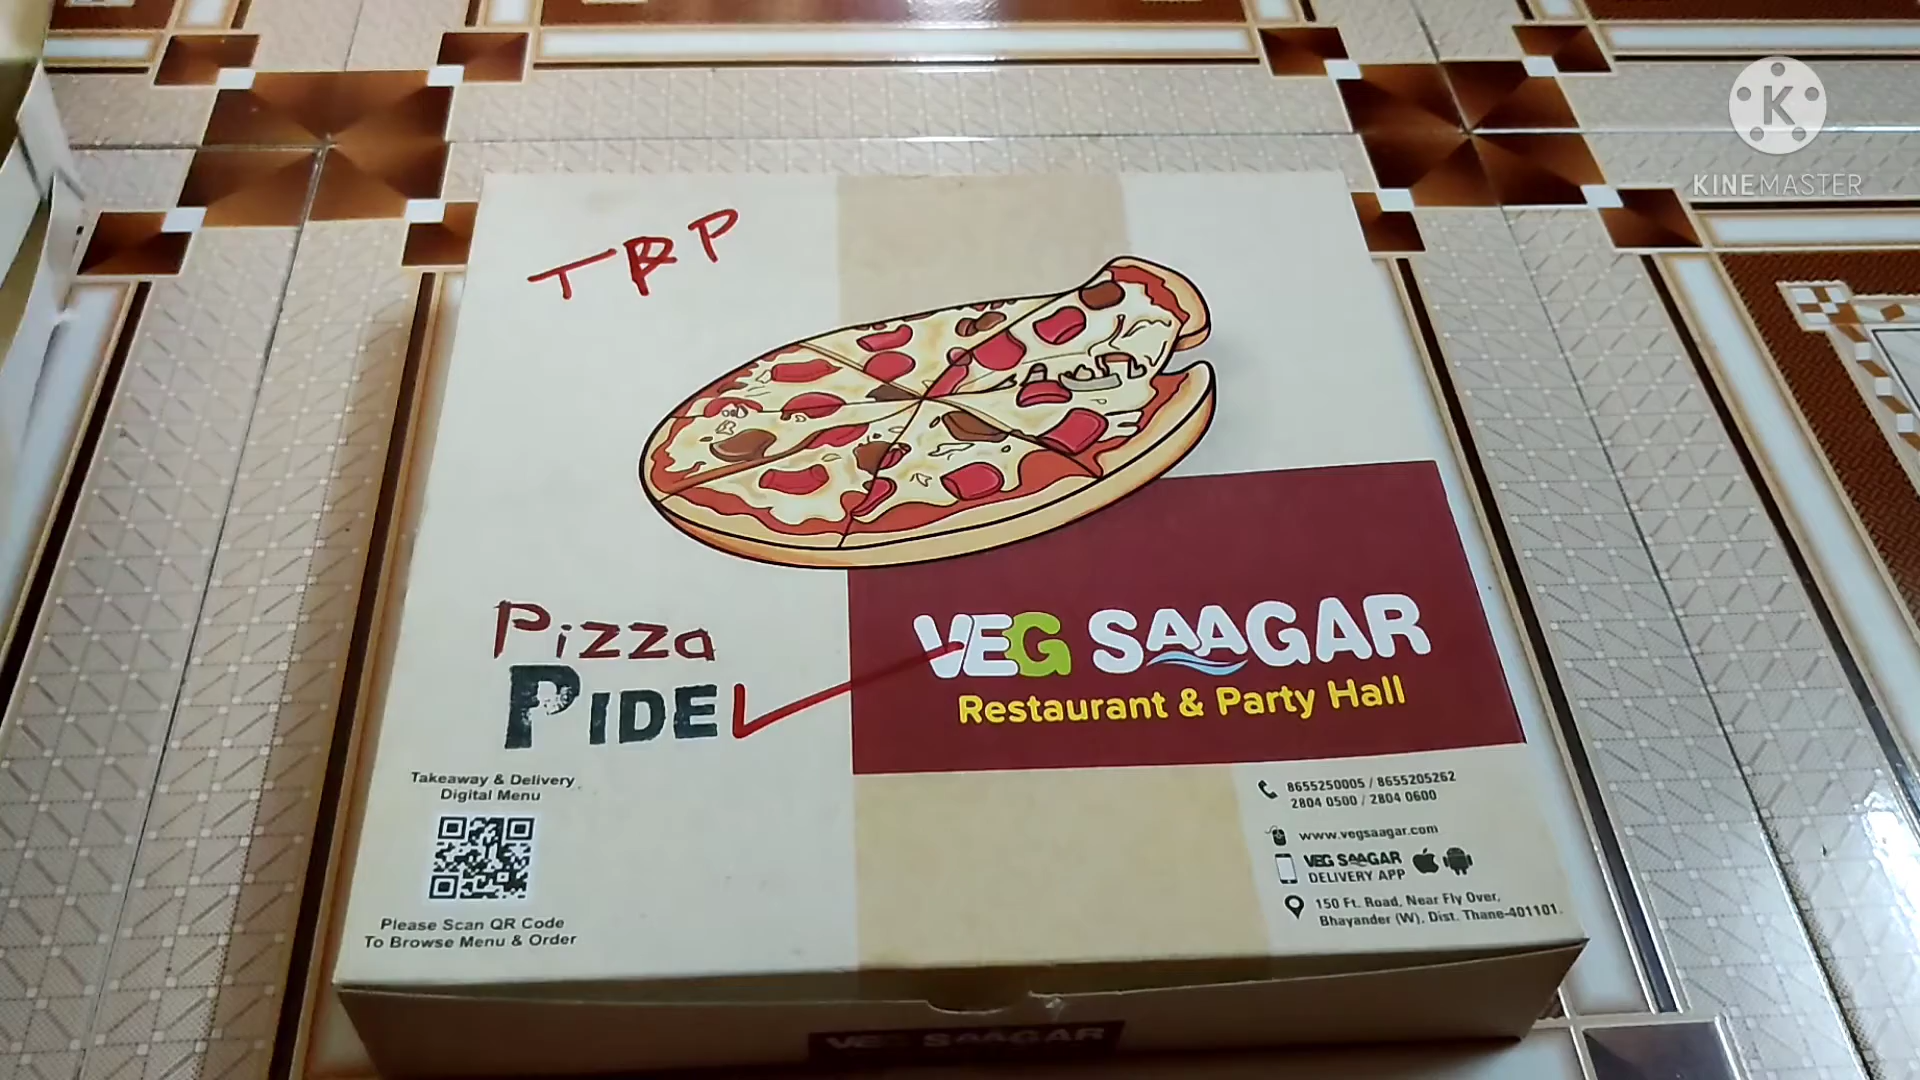 KINEMASTER
TRP
Pizza
PIDE
VEG SAAGAR
Restaurant & Party Hall
Takeaway & Delivery
Digital Menu
Please Scan QR Code
To Browse Menu & Order
8655250005 / 8655205262
2804 0500 / 2804 0600
www.vegsaagar.com
VEG SAAGAR
DELIVERY APP
150 Ft. Road, Near Fly Over,
Bhayander (W). Dist. Thane-401101.
VEG SAAGAR